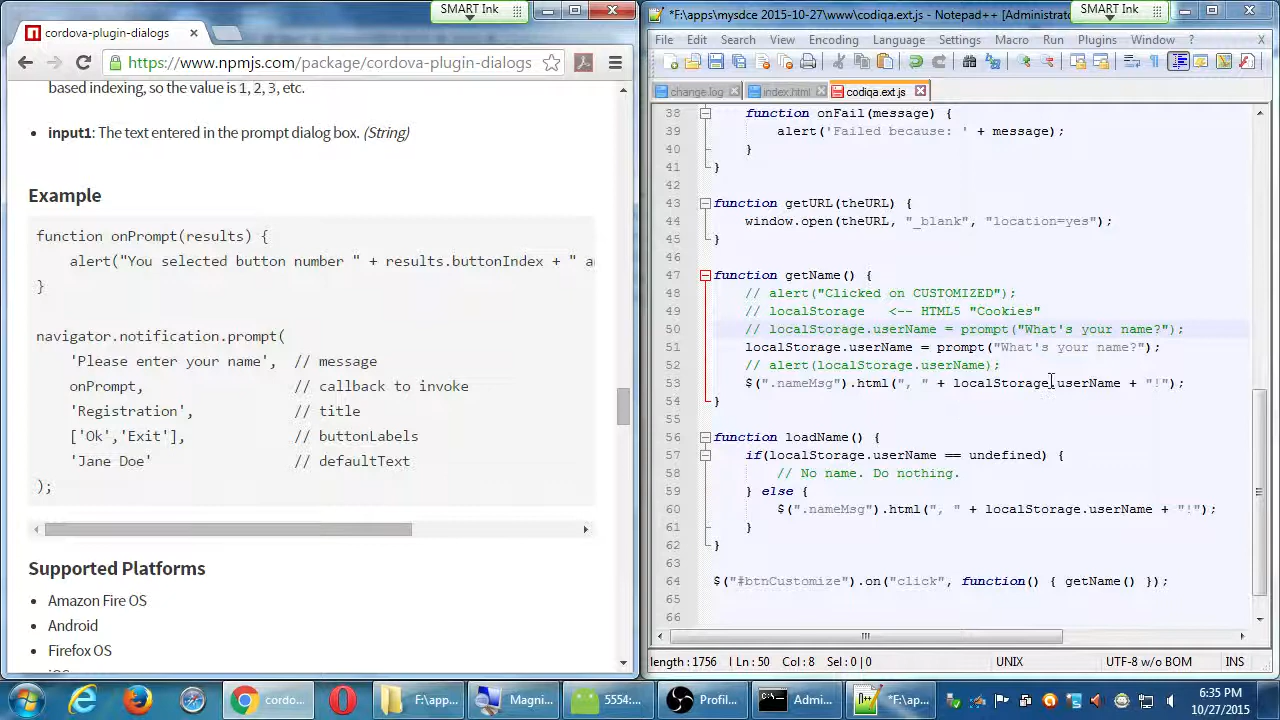 SMART Ink
cordova-plugin-dialogs
https://www.npmjs.com/package/cordova-plugin-dialogs
based indexing, so the value is 1, 2, 3, etc.
input1: The text entered in the prompt dialog box. (String)
Example
function onPrompt(results) {
alert("You selected button number " + results.buttonIndex + " a
}
navigator.notification.prompt(
'Please enter your name', // message
onPrompt, // callback to invoke
'Registration', // title
['Ok','Exit'], // buttonLabels
'Jane Doe' // defaultText
);
Supported Platforms
Amazon Fire OS
Android
Firefox OS
*F:\apps\mydce 2015-10-27\www\codiqa.ext.js - Notepad++ [Administrat
SMART Ink
File Edit Search View Encoding Language Settings Macro Run Plugins Window ? X
change.log index.html codiqa.ext.js
38 function onFail(message) {
39 alert('Failed because: ' + message);
40 }
41 }
42
43 function getURL(theURL) {
44 window.open(theURL, "_blank", "location=yes");
45 }
46
47 function getName() {
48 // alert("Clicked on CUSTOMIZED");
49 // localStorage <-- HTML5 "Cookies"
50 // localStorage.userName = prompt("What's your name?");
51 localStorage.userName = prompt("What's your name?");
52 // alert(localStorage.userName);
53 $(".nameMsg").html(", " + localStorage.userName + "!");
54 }
55
56 function loadName() {
57 if(localStorage.userName == undefined) {
58 // No name. Do nothing.
59 } else {
60 $(".nameMsg").html(", " + localStorage.userName + "!");
61 }
62 }
63
64 $("#btnCustomize").on("click", function() { getName() });
65
66
length : 1756 Ln : 50 Col : 8 Sel : 0 | 0 UNIX UTF-8 w/o BOM INS
cordo... F:\app... Magni... 5554:... Profil... Admi... *F:\a...
6:35 PM
10/27/2015